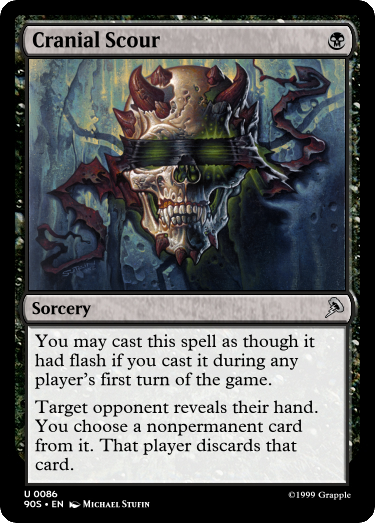 Cranial Scour
Sorcery
You may cast this spell as though it
had flash if you cast it during any
player's first turn of the game.
Target opponent reveals their hand.
You choose a nonpermanent card
from it. That player discards that
card.
U 0086
90S • EN Michael Stufin
©1999 Grapple